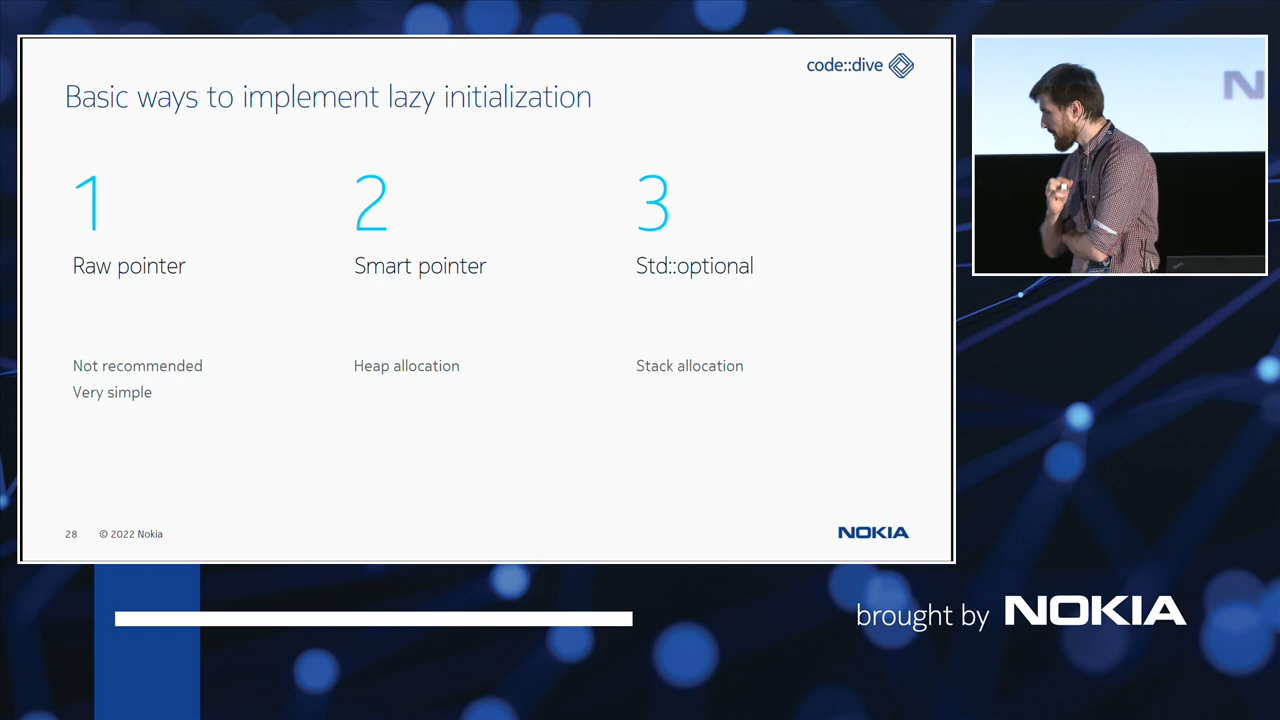 code::dive
Basic ways to implement lazy initialization
1
2
3
Raw pointer
Smart pointer
Std::optional
Not recommended
Very simple
Heap allocation
Stack allocation
28
© 2022 Nokia
NOKIA
N
brought by NOKIA